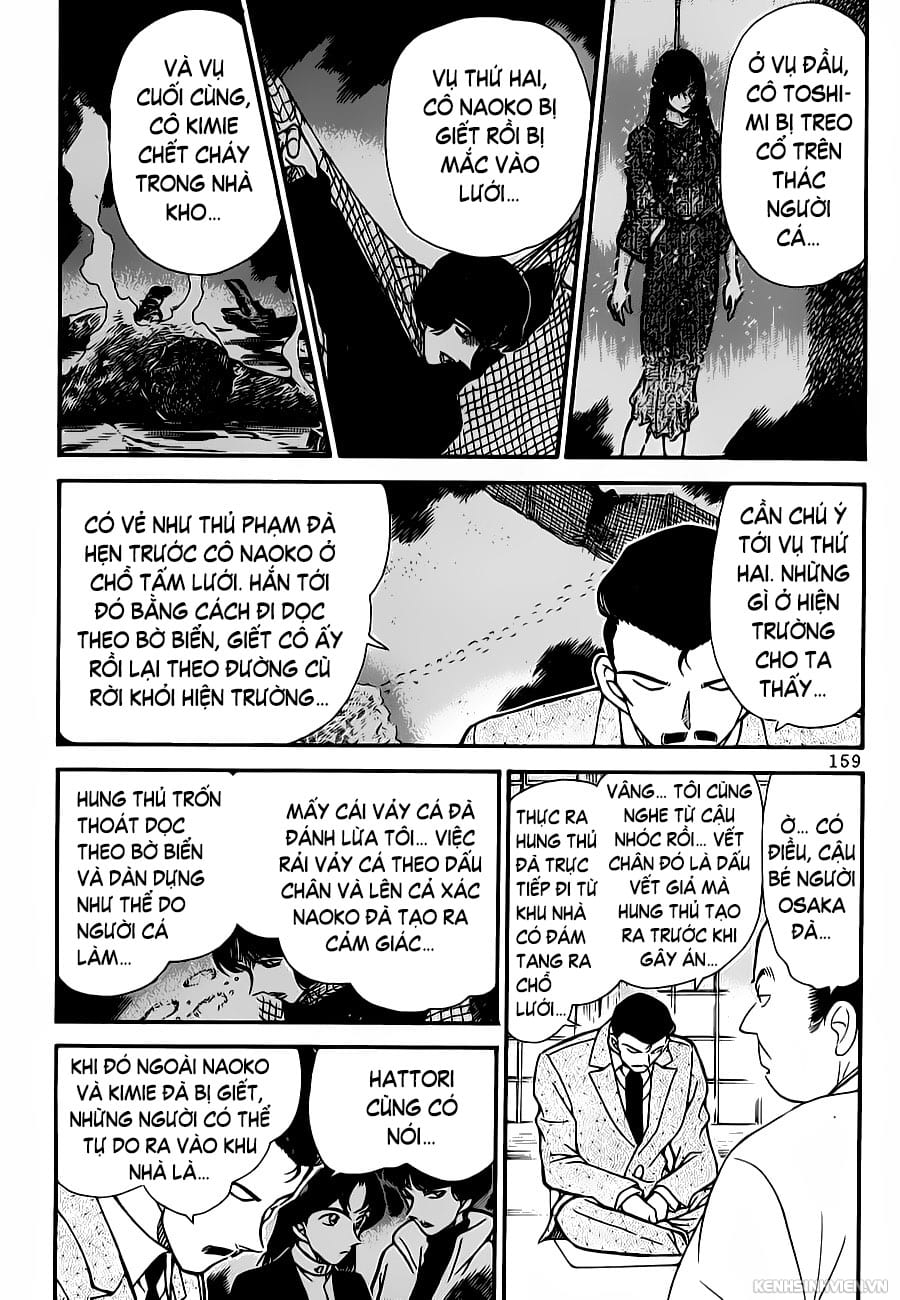 Ở VỤ ĐẦU,
CÔ TOSHI-
MI BỊ TREO
CỔ TRÊN
THÁC
NGƯỜI
CÁ...
VỤ THỨ HAI,
CÔ NAOKO BỊ
GIẾT RỒI BỊ
MẮC VÀO
LƯỚI...
VÀ VỤ
CUỐI CÙNG,
CÔ KIMIE
CHẾT CHÁY
TRONG NHÀ
KHO...
CẦN CHÚ Ý
TỚI VỤ THỨ
HAI. NHỮNG
GÌ Ở HIỆN
TRƯỜNG
CHO TA
THẤY...
CÓ VẺ NHƯ THỦ PHẠM ĐÀ
HẸN TRƯỚC CÔ NAOKO Ở
CHỖ TẤM LƯỚI. HẮN TỚI
ĐÓ BẰNG CÁCH ĐI DỌC
THEO BỜ BIỂN, GIẾT CÔ ẤY
RỒI LẠI THEO ĐƯỜNG CŨ
RỜI KHỎI HIỆN TRƯỜNG...
159
Ờ... CÓ
ĐIỀU, CẬU
BÉ NGƯỜI
OSAKA
ĐÀ...
VÂNG... TÔI CŨNG
NGHE TỪ CẬU
NHÓC RỒI... VẾT
CHÂN ĐÓ LÀ DẤU
VẾT GIẢ MÀ
HUNG THỦ TẠO
RA TRƯỚC KHI
GÂY ÁN...
THỰC RA
HUNG THỦ
ĐÀ TRỰC
TIẾP ĐI TỪ
KHU NHÀ
CÓ ĐÁM
TANG RA
CHỖ
LƯỚI...
MẤY CÁI VẢY CÁ ĐÀ
ĐÁNH LỪA TÔI... VIỆC
RẢI VẢY CÁ THEO DẤU
CHÂN VÀ LÊN CẢ XÁC
NAOKO ĐÀ TẠO RA
CẢM GIÁC...
HUNG THỦ TRỐN
THOÁT DỌC
THEO BỜ BIỂN
VÀ DÀN DỰNG
NHƯ THỂ DO
NGƯỜI CÁ
LÀM...
HATTORI
CŨNG CÓ
NÓI...
KHI ĐÓ NGOÀI NAOKO
VÀ KIMIE ĐÃ BỊ GIẾT,
NHỮNG NGƯỜI CÓ THỂ
TỰ DO RA VÀO KHU
NHÀ LÀ...
KENHSINHVIEN.VN